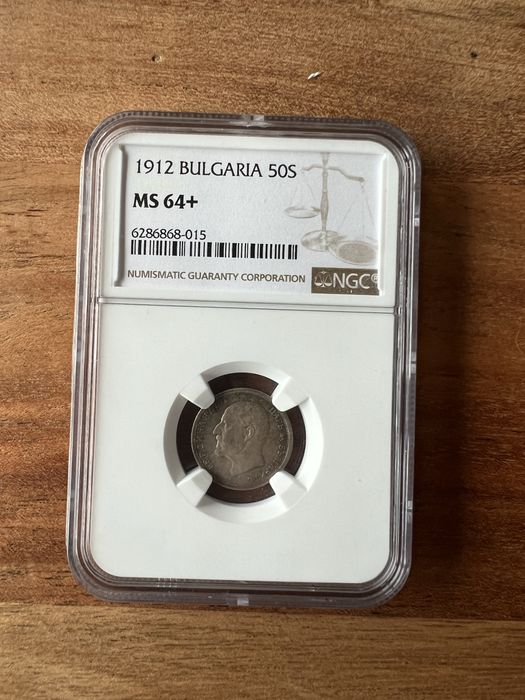 1912 BULGARIA 50S
MS 64+
6286868-015
NUMISMATIC GUARANTY CORPORATION NGC®